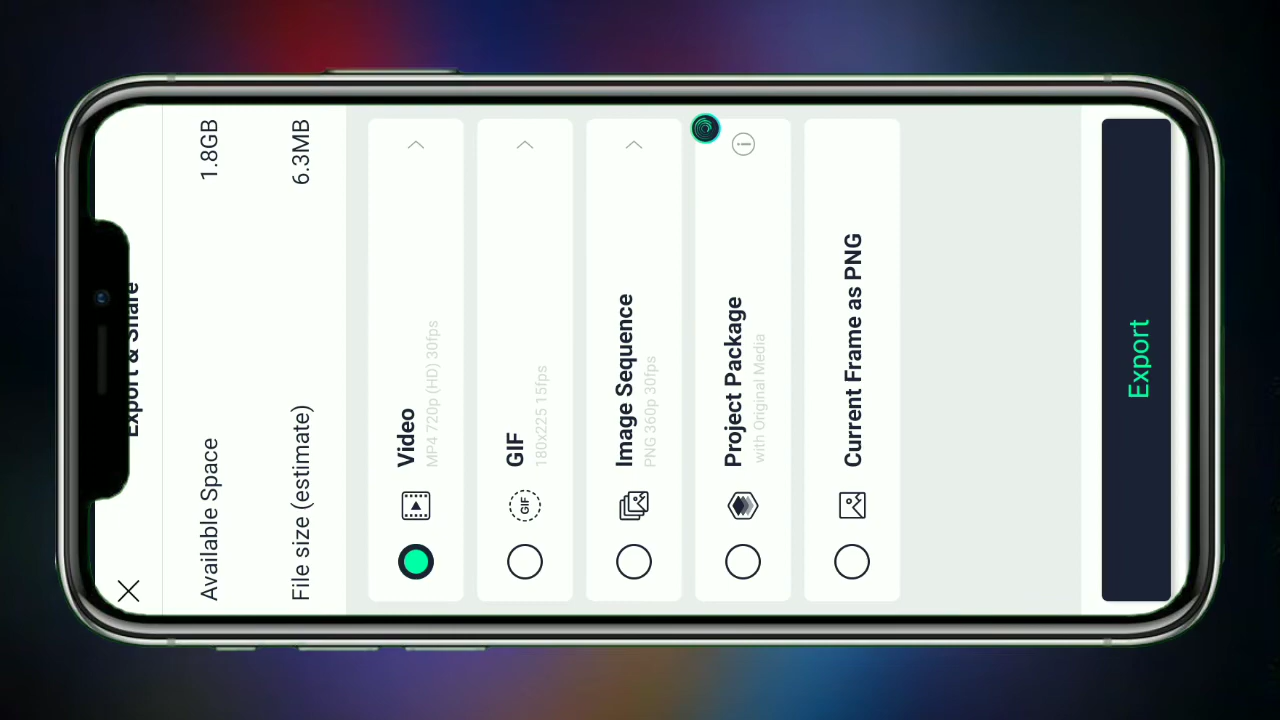 Export & Share
Available Space 1.8GB
File size (estimate) 6.3MB
Video
MP4 720p (HD) 30fps
GIF
GIF
180x225 15fps
Image Sequence
PNG 360p 30fps
Project Package
with Original Media
Current Frame as PNG
Export